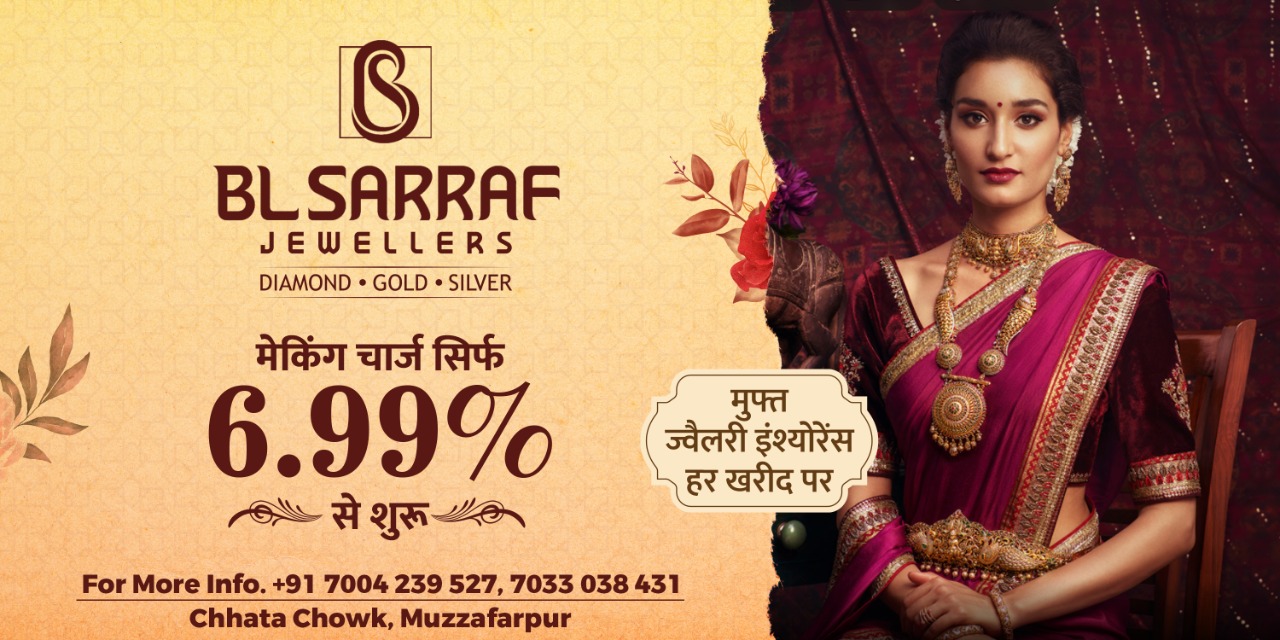 BL SARRAF
JEWELLERS
DIAMOND • GOLD • SILVER
मेकिंग चार्ज सिर्फ
6.99%
से शुरू
मुफ्त
ज्वैलरी इंश्योरेंस
हर खरीद पर
For More Info. +91 7004 239 527, 7033 038 431
Chhata Chowk, Muzzafarpur